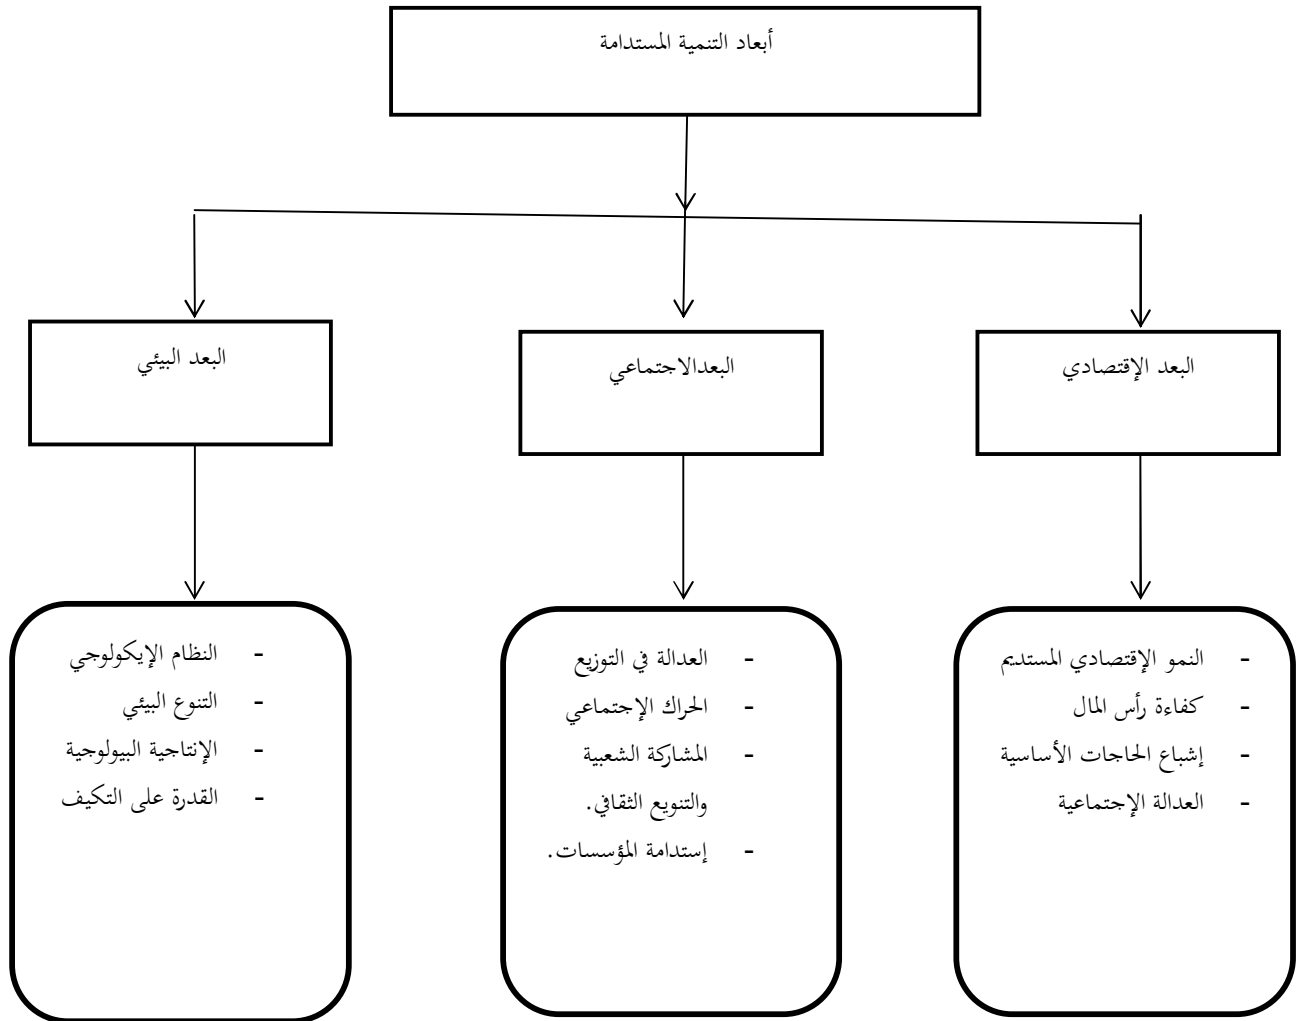 أبعاد التنمية المستدامة
البعد الإقتصادي
البعدالاجتماعي
البعد البيئي
- النمو الإقتصادي المستديم
- كفاءة رأس المال
- إشباع الحاجات الأساسية
- العدالة الإجتماعية
- العدالة في التوزيع
- الحراك الإجتماعي
- المشاركة الشعبية
والتنويع الثقافي.
- إستدامة المؤسسات.
- النظام الإيكولوجي
- التنوع البيئي
- الإنتاجية البيولوجية
- القدرة على التكيف